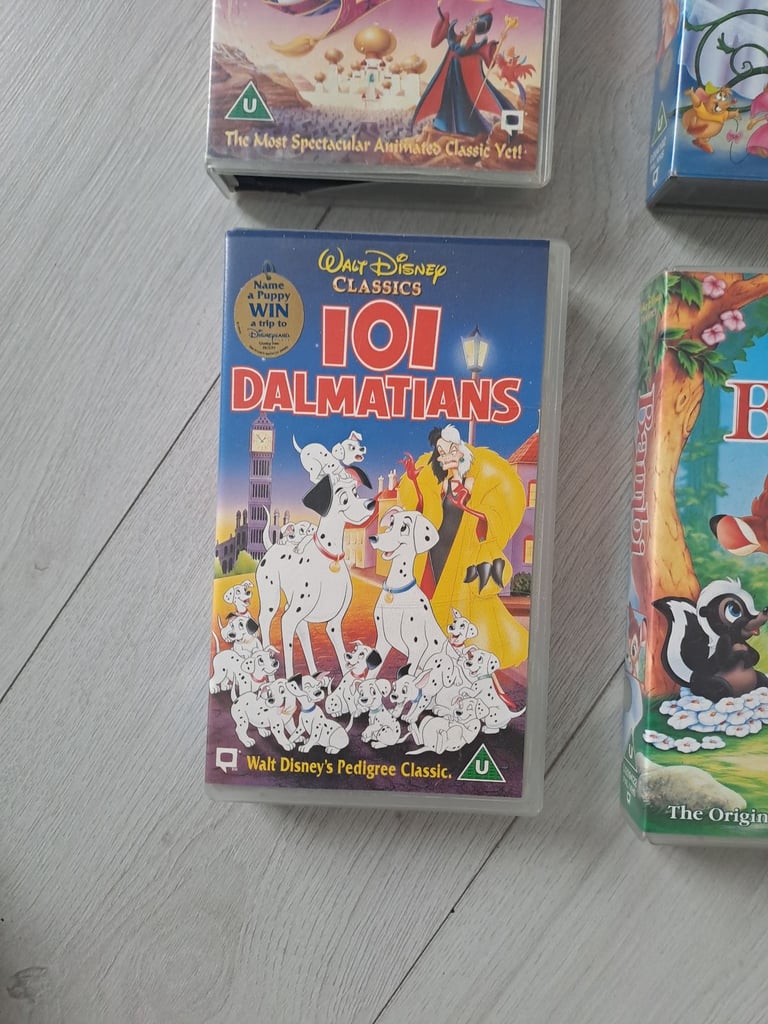 U
The Most Spectacular Animated Classic Yet!
WALT DISNEY
CLASSICS
Name
a Puppy
WIN
a trip to
DISNEYLAND
101
DALMATIANS
Walt Disney's Pedigree Classic.
U
Bambi
B
U
The Origin